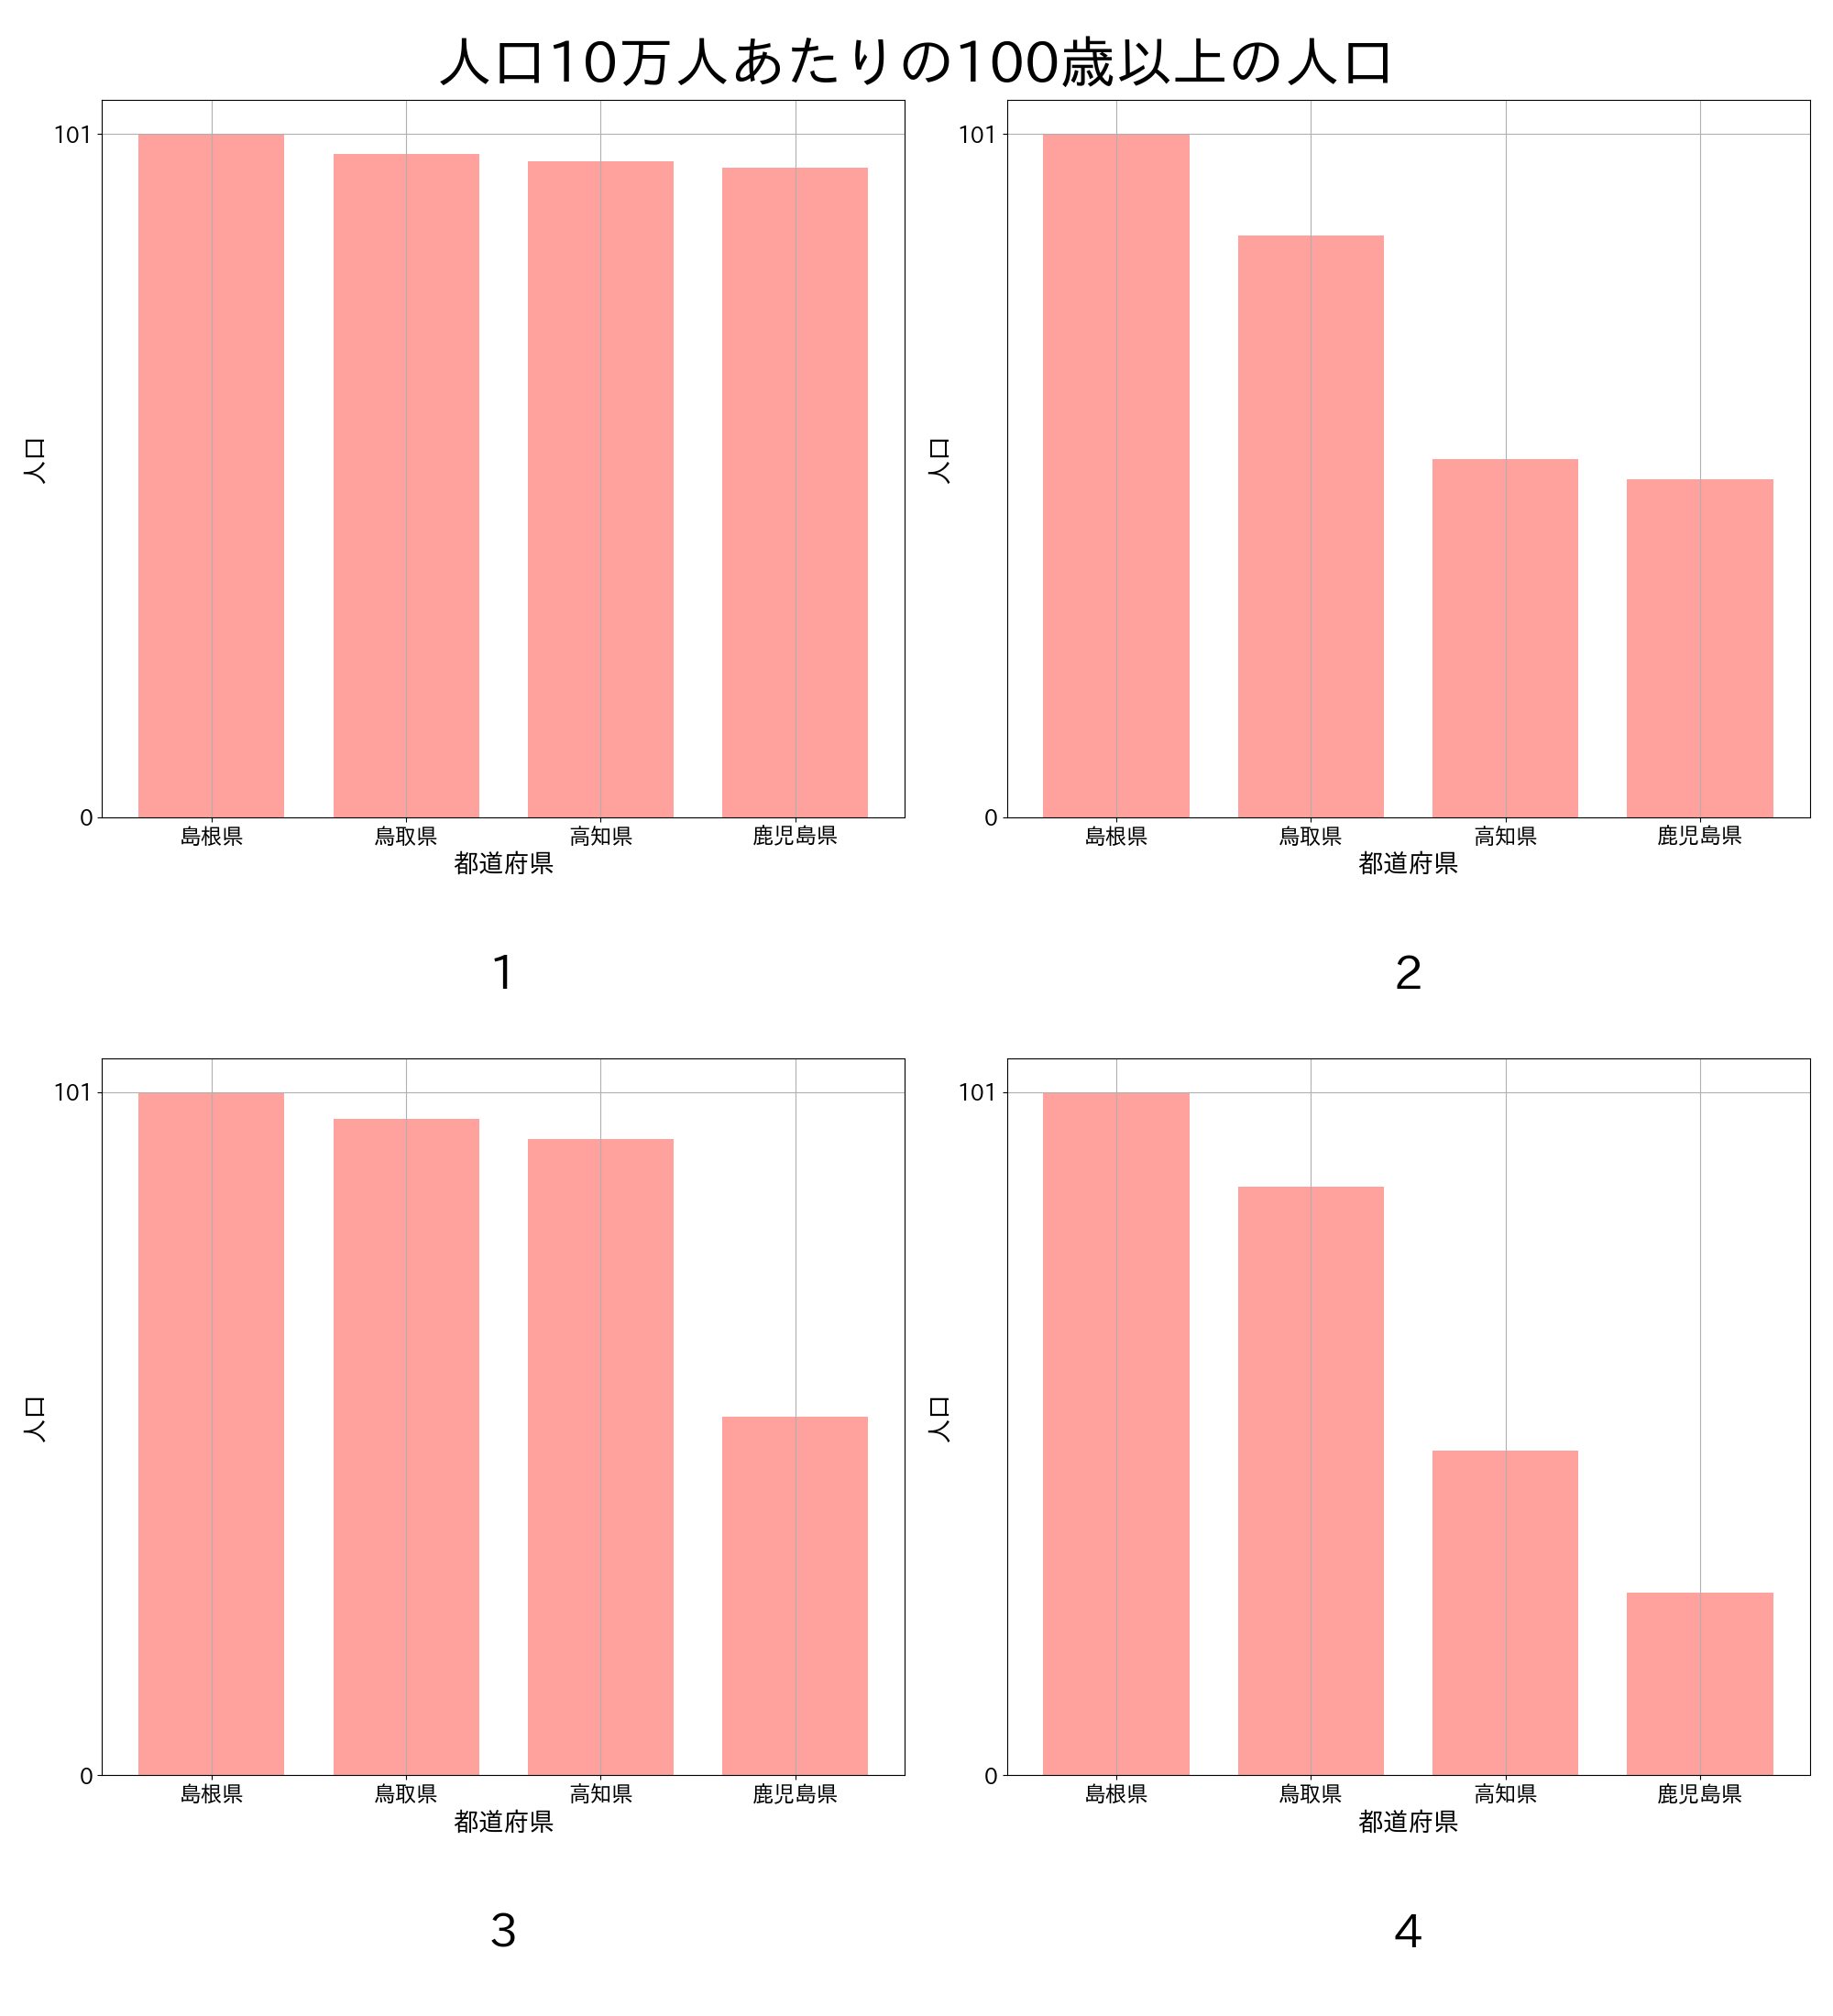 人口10万人あたりの100歳以上の人口
101
0
人口
島根県 鳥取県 高知県 鹿児島県
都道府県
1
101
0
人口
島根県 鳥取県 高知県 鹿児島県
都道府県
2
101
0
人口
島根県 鳥取県 高知県 鹿児島県
都道府県
3
101
0
人口
島根県 鳥取県 高知県 鹿児島県
都道府県
4